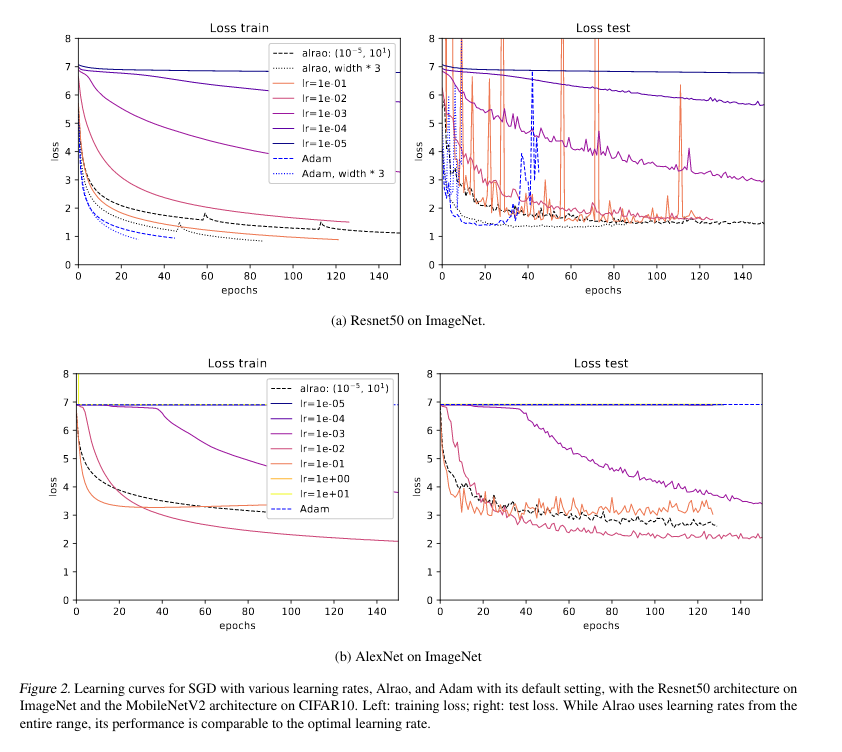 Loss train
Loss test
8
7
6
5
4
3
2
1
0
loss
0 20 40 60 80 100 120 140
epochs
alrao: (10⁻⁵, 10¹)
alrao, width * 3
lr=1e-01
lr=1e-02
lr=1e-03
lr=1e-04
lr=1e-05
Adam
Adam, width * 3
8
7
6
5
4
3
2
1
0
loss
0 20 40 60 80 100 120 140
epochs
(a) Resnet50 on ImageNet.
Loss train
Loss test
8
7
6
5
4
3
2
1
0
loss
0 20 40 60 80 100 120 140
epochs
alrao: (10⁻⁵, 10¹)
lr=1e-05
lr=1e-04
lr=1e-03
lr=1e-02
lr=1e-01
lr=1e+00
lr=1e+01
Adam
8
7
6
5
4
3
2
1
0
loss
0 20 40 60 80 100 120 140
epochs
(b) AlexNet on ImageNet
Figure 2. Learning curves for SGD with various learning rates, Alrao, and Adam with its default setting, with the Resnet50 architecture on
ImageNet and the MobileNetV2 architecture on CIFAR10. Left: training loss; right: test loss. While Alrao uses learning rates from the
entire range, its performance is comparable to the optimal learning rate.